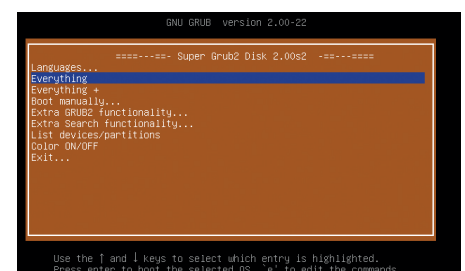 GNU GRUB version 2.00-22
====---==- Super Grub2 Disk 2.00s2 -==---====
Languages...
Everything
Everything +
Boot manually...
Extra GRUB2 functionality...
Extra Search functionality...
List devices/partitions
Color ON/OFF
Exit...
Use the ↑ and ↓ keys to select which entry is highlighted.
Press enter to boot the selected OS, `e' to edit the commands